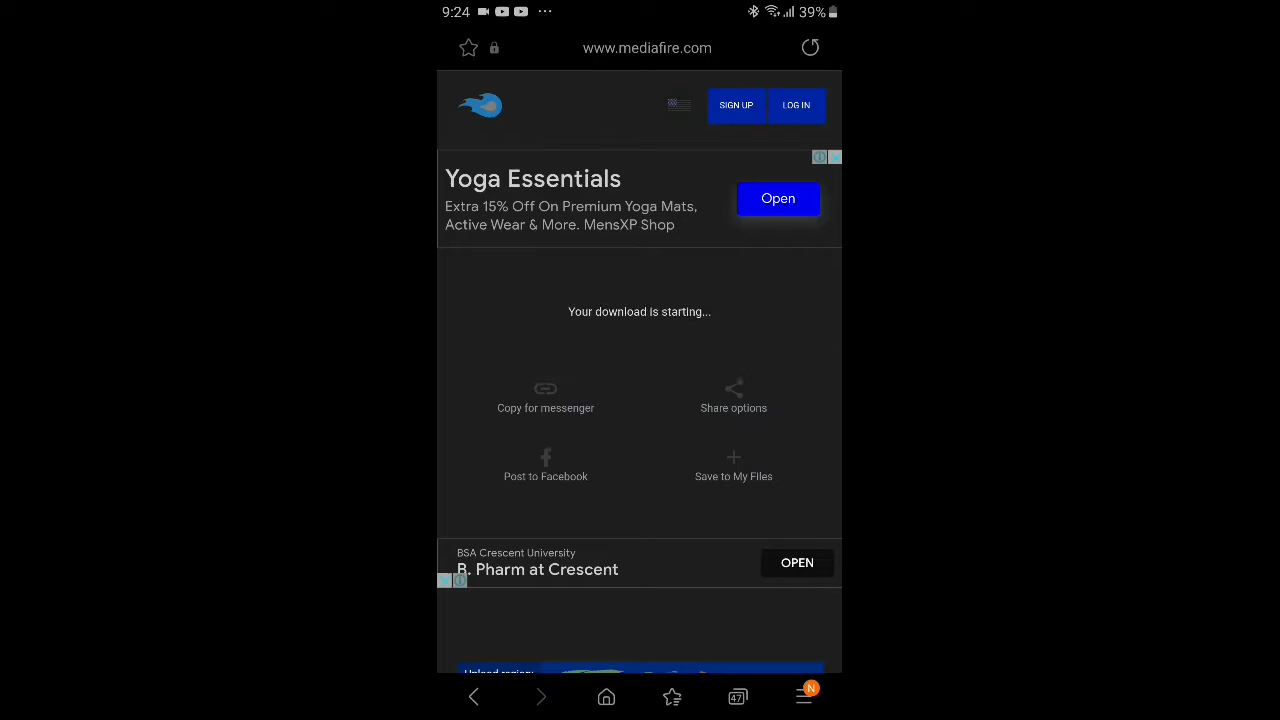 9:24
39%
www.mediafire.com
SIGN UP
LOG IN
Yoga Essentials
Extra 15% Off On Premium Yoga Mats,
Active Wear & More. MensXP Shop
Open
Your download is starting...
Copy for messenger
Share options
Post to Facebook
Save to My Files
BSA Crescent University
B. Pharm at Crescent
OPEN
Upload region:
47
N